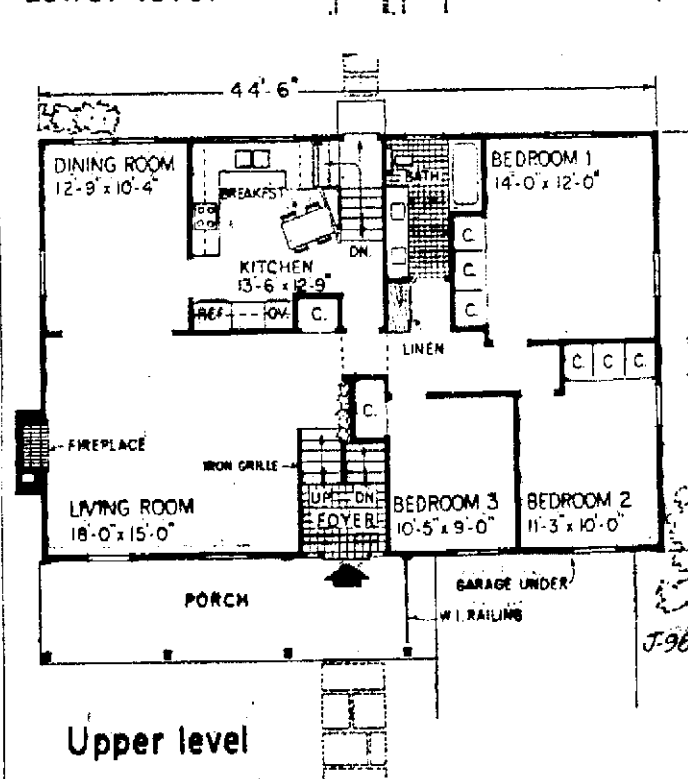 44'-6"
DINING ROOM
12'-9" x 10'-4"
BREAKFST
BATH
BEDROOM 1
14'-0" x 12'-0"
C.
C.
C.
DN.
KITCHEN
13'-6 x 12'-9"
REF.
OV.
C.
LINEN
C.
C
C.
C.
FIREPLACE
IRON GRILLE
LIVING ROOM
18'-0" x 15'-0"
UP
DN
FOYER
BEDROOM 3
10'-5" x 9'-0"
BEDROOM 2
11'-3" x 10'-0"
PORCH
GARAGE UNDER
W.I. RAILING
Upper level